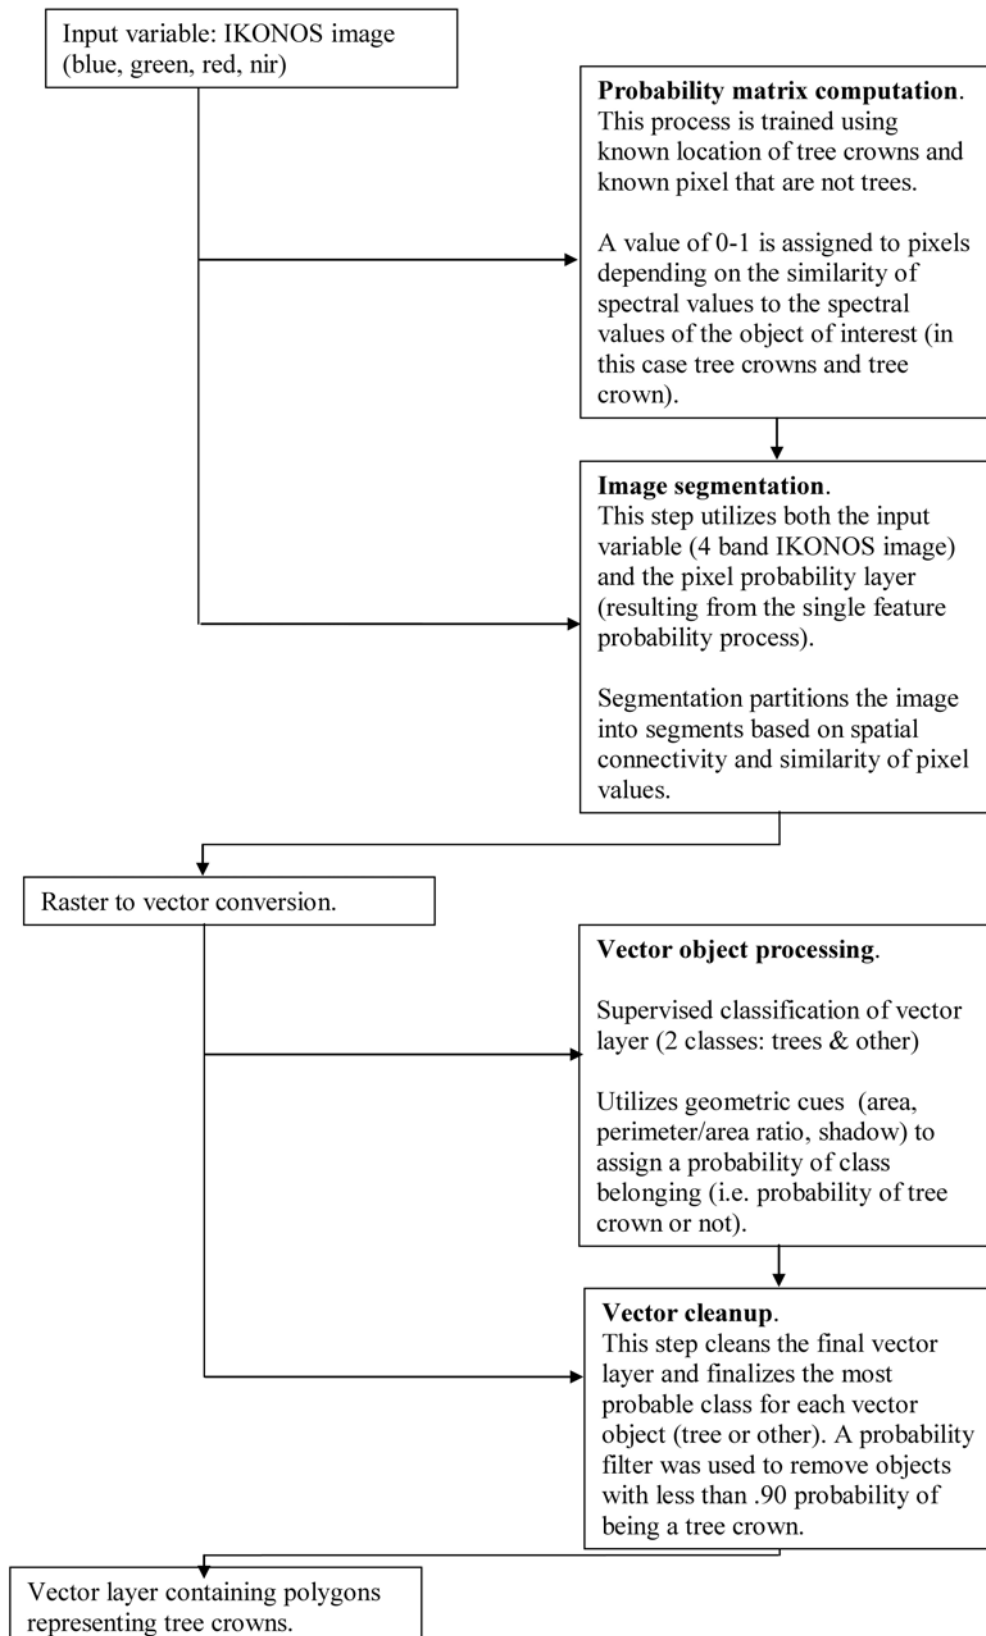 Input variable: IKONOS image
(blue, green, red, nir)
Probability matrix computation.
This process is trained using
known location of tree crowns and
known pixel that are not trees.
A value of 0-1 is assigned to pixels
depending on the similarity of
spectral values to the spectral
values of the object of interest (in
this case tree crowns and tree
crown).
Image segmentation.
This step utilizes both the input
variable (4 band IKONOS image)
and the pixel probability layer
(resulting from the single feature
probability process).
Segmentation partitions the image
into segments based on spatial
connectivity and similarity of pixel
values.
Raster to vector conversion.
Vector object processing.
Supervised classification of vector
layer (2 classes: trees & other)
Utilizes geometric cues (area,
perimeter/area ratio, shadow) to
assign a probability of class
belonging (i.e. probability of tree
crown or not).
Vector cleanup.
This step cleans the final vector
layer and finalizes the most
probable class for each vector
object (tree or other). A probability
filter was used to remove objects
with less than .90 probability of
being a tree crown.
Vector layer containing polygons
representing tree crowns.